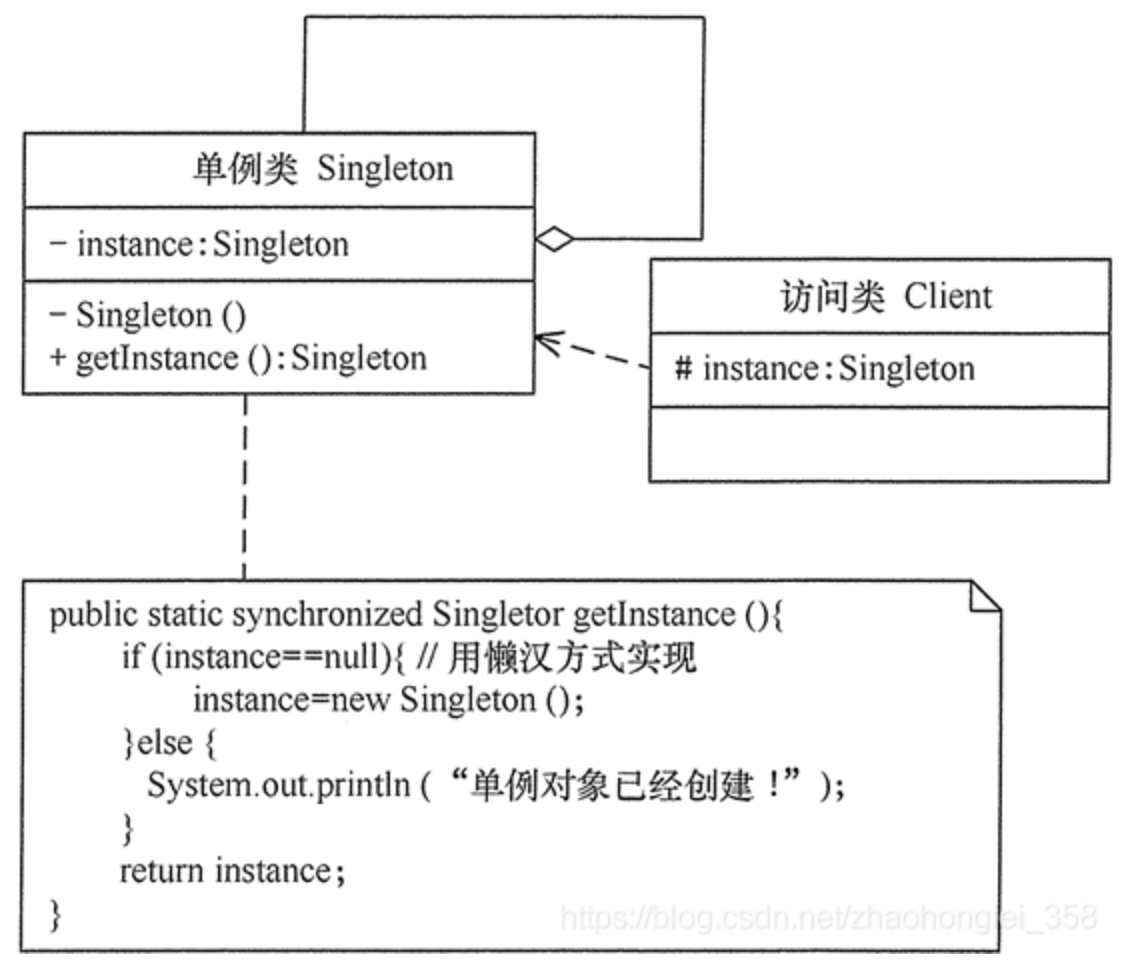 单例类 Singleton
- instance:Singleton
- Singleton ()
+ getInstance ():Singleton
访问类 Client
# instance:Singleton
public static synchronized Singletor getInstance (){
if (instance==null){ // 用懒汉方式实现
instance=new Singleton ();
}else {
System.out.println ( “单例对象已经创建！” );
}
return instance;
}
https://blog.csdn.net/zhaohongfei_358